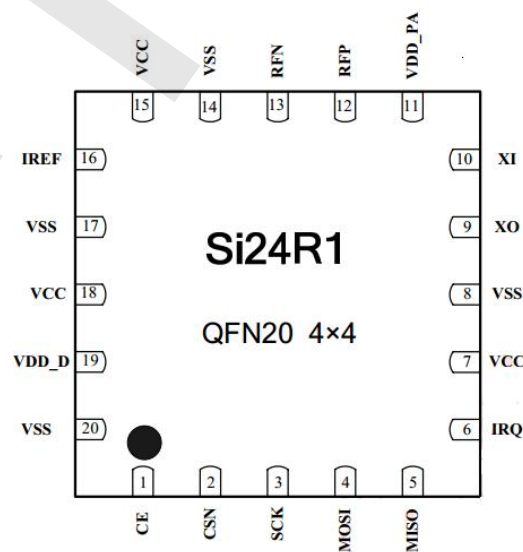 VCC VSS RFN RFP VDD_PA
15 14 13 12 11
IREF 16 10 XI
VSS 17 9 XO
Si24R1
VCC 18 8 VSS
QFN20 4×4
VDD_D 19 7 VCC
VSS 20 6 IRQ
1 2 3 4 5
CE CSN SCK MOSI MISO